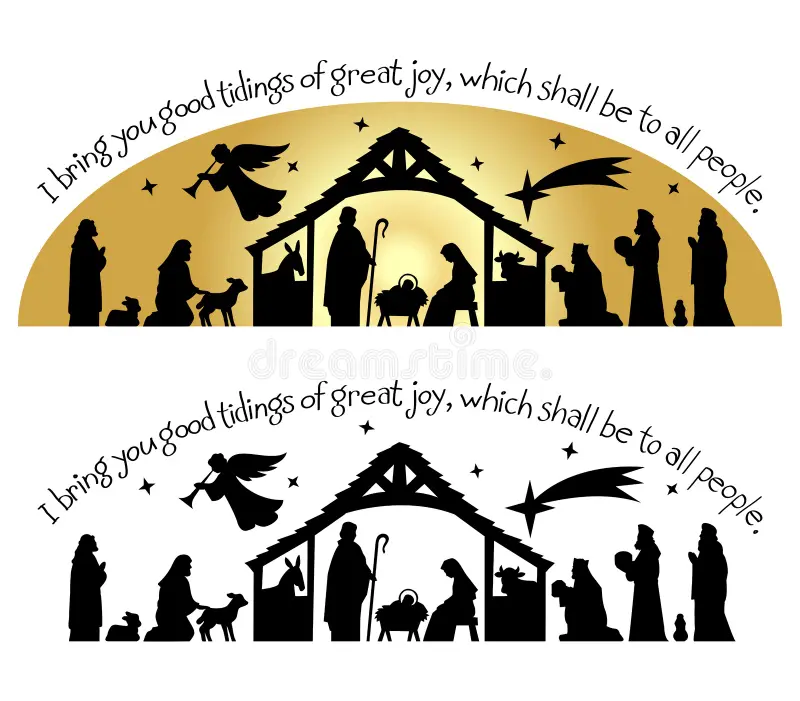 I bring you good tidings of great joy, which shall be to all people.
dreamstime
I bring you good tidings of great joy, which shall be to all people.